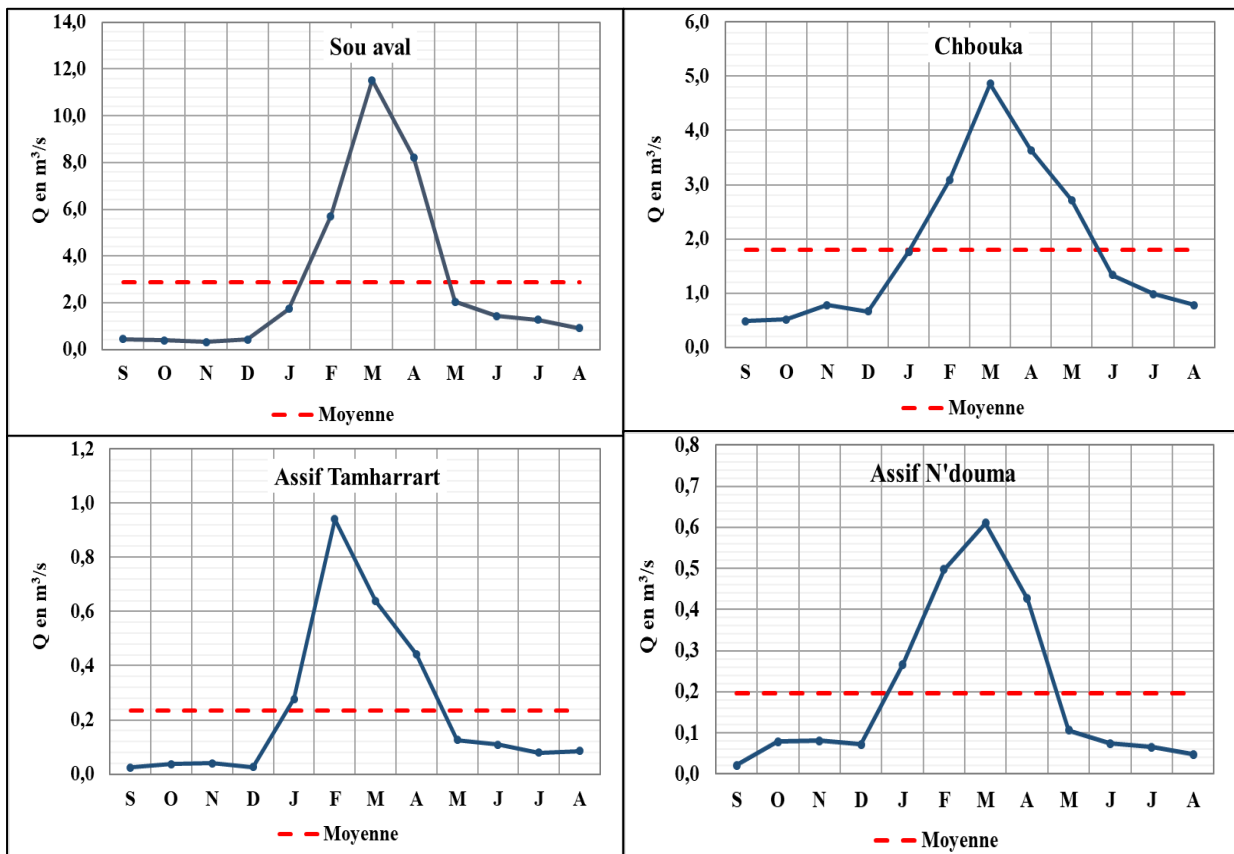 Sou aval
Q en m³/s
14,0
12,0
10,0
8,0
6,0
4,0
2,0
0,0
S O N D J F M A M J J A
Moyenne
Chbouka
Q en m³/s
6,0
5,0
4,0
3,0
2,0
1,0
0,0
S O N D J F M A M J J A
Moyenne
Assif Tamharrart
Q en m³/s
1,2
1,0
0,8
0,6
0,4
0,2
0,0
S O N D J F M A M J J A
Moyenne
Assif N'douma
Q en m³/s
0,8
0,7
0,6
0,5
0,4
0,3
0,2
0,1
0,0
S O N D J F M A M J J A
Moyenne